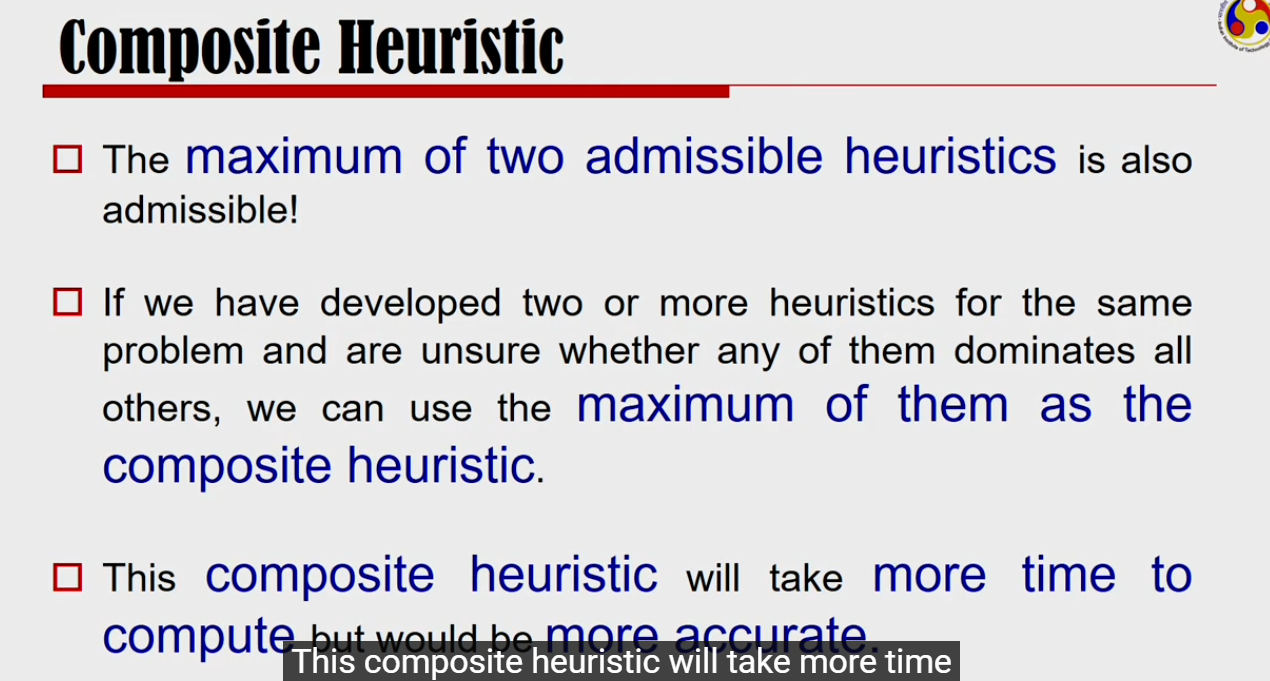 Composite Heuristic
The maximum of two admissible heuristics is also
admissible!
If we have developed two or more heuristics for the same
problem and are unsure whether any of them dominates all
others, we can use the maximum of them as the
composite heuristic.
This composite heuristic will take more time to
compute but would be more accurate.
This composite heuristic will take more time